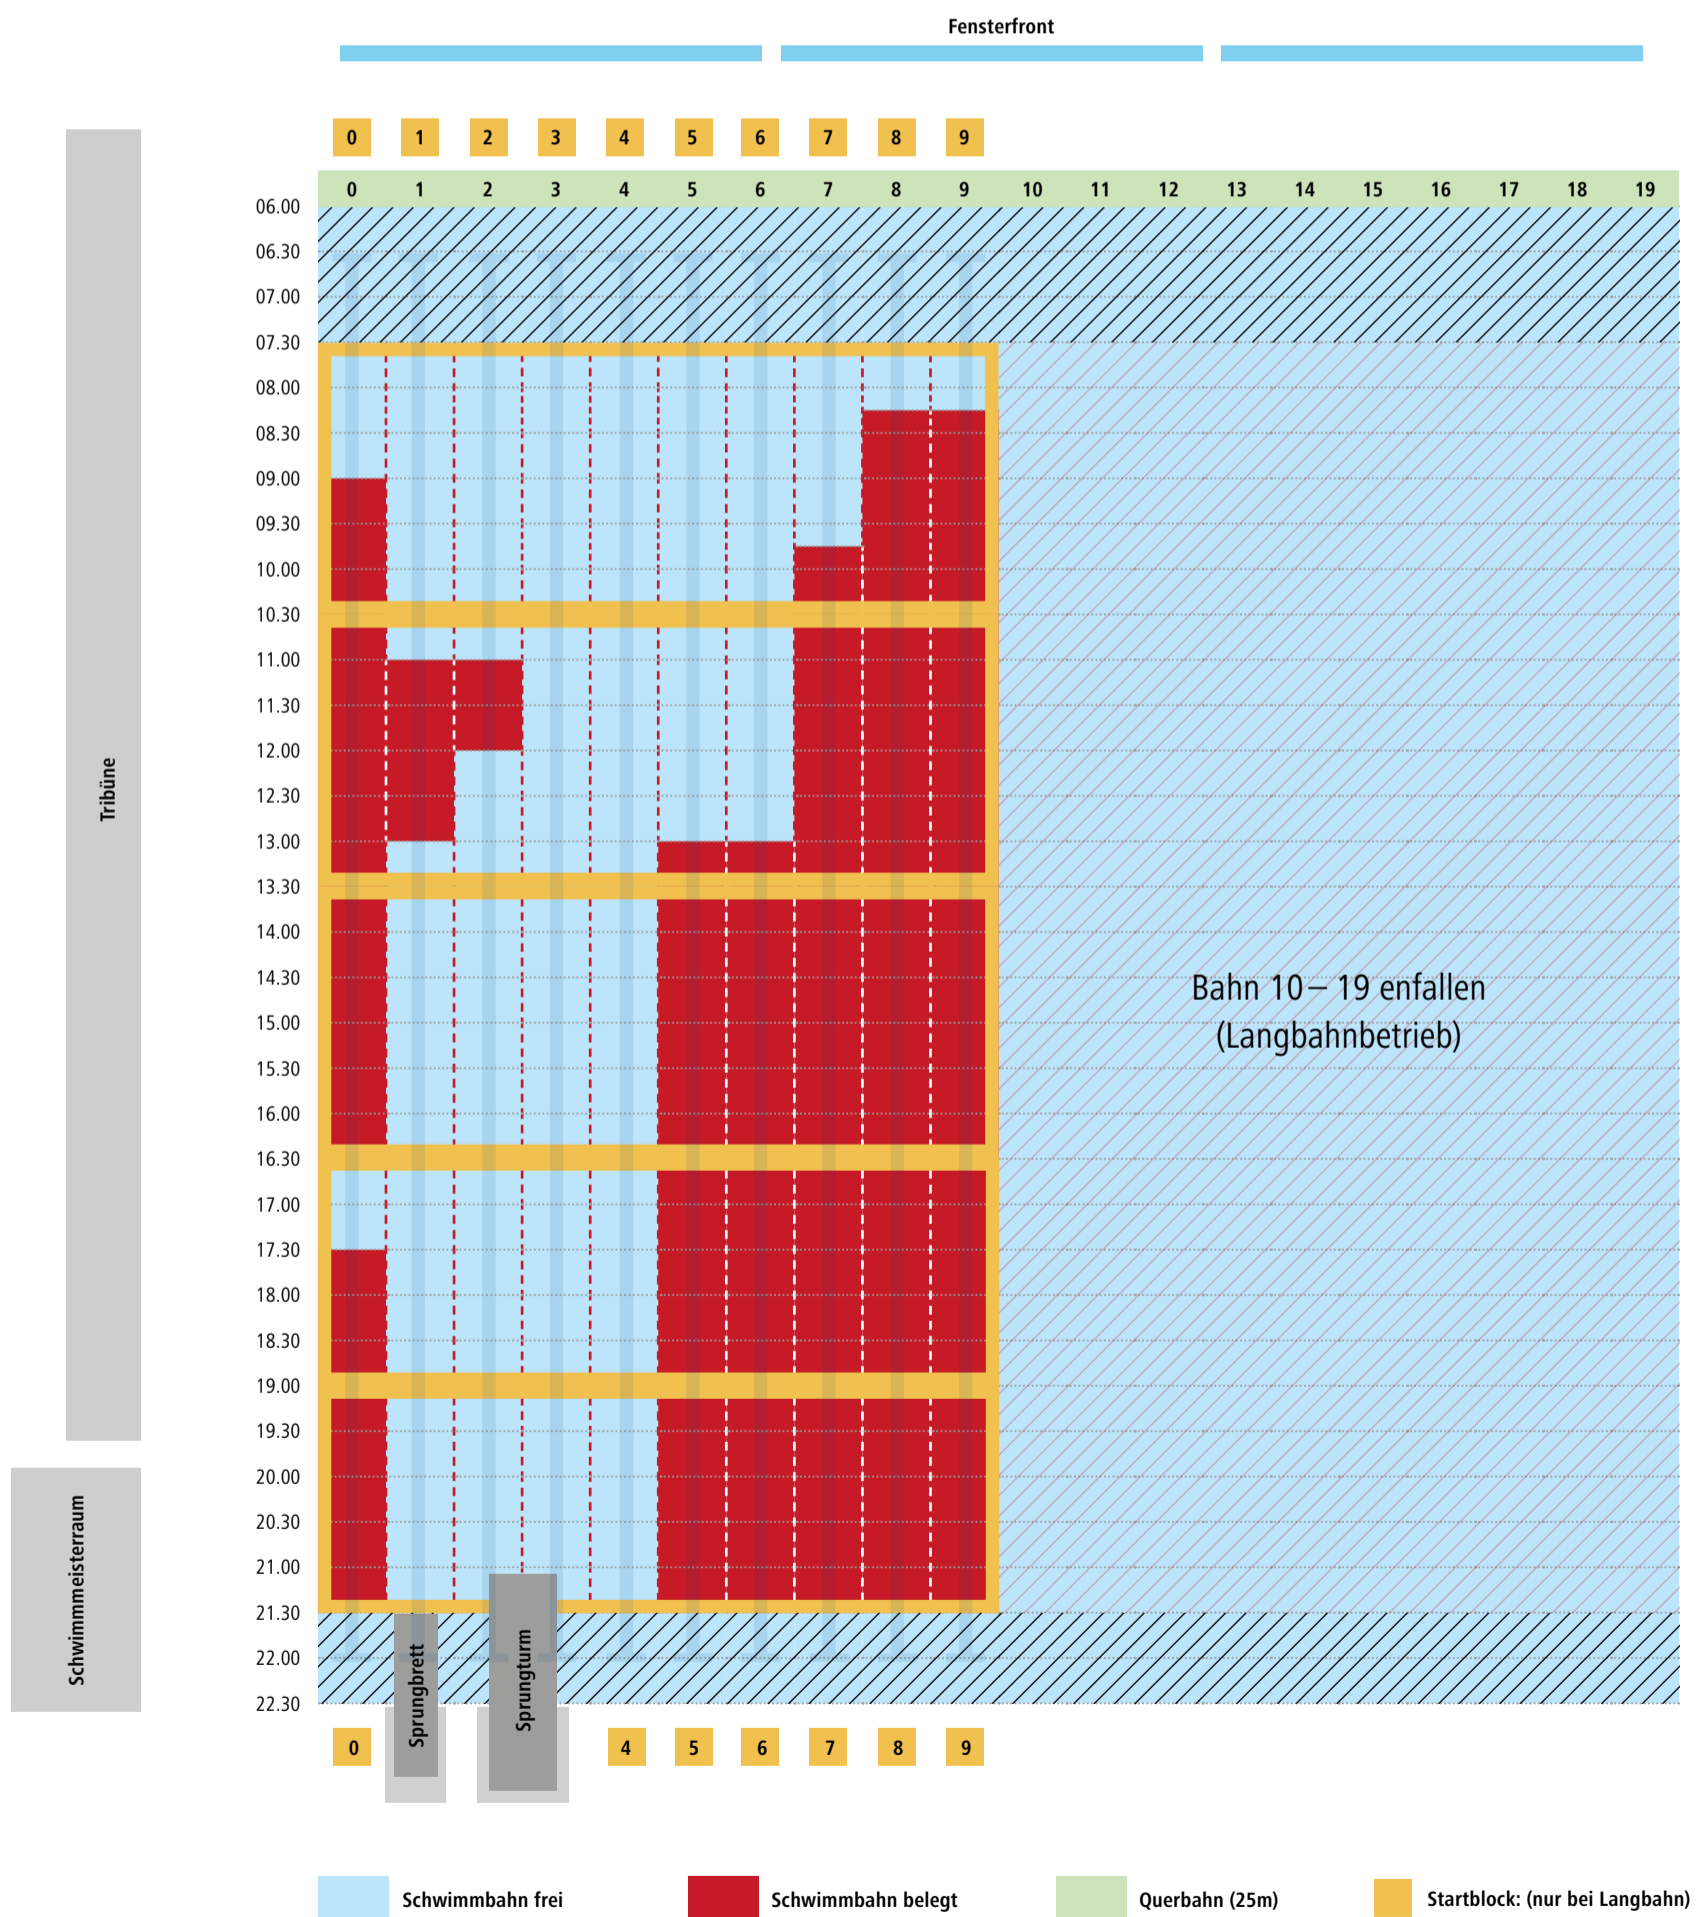 Fensterfront
0 1 2 3 4 5 6 7 8 9
0 1 2 3 4 5 6 7 8 9 10 11 12 13 14 15 16 17 18 19
06.00
06.30
07.00
07.30
08.00
08.30
09.00
09.30
10.00
10.30
11.00
11.30
12.00
12.30
13.00
13.30
14.00
14.30
15.00
15.30
16.00
16.30
17.00
17.30
18.00
18.30
19.00
19.30
20.00
20.30
21.00
21.30
22.00
22.30
Tribüne
Schwimmmeisterraum
Bahn 10 – 19 enfallen
(Langbahnbetrieb)
Sprungbrett
Sprungturm
0 4 5 6 7 8 9
Schwimmbahn frei
Schwimmbahn belegt
Querbahn (25m)
Startblock: (nur bei Langbahn)